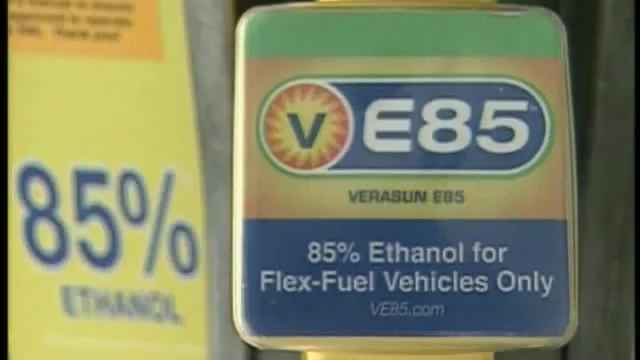 85%
ETHANOL
V E85
VERASUN E85
85% Ethanol for
Flex-Fuel Vehicles Only
VE85.com